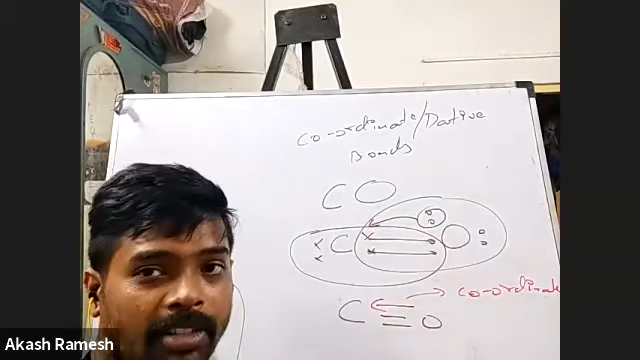 Co-ordinate/Dative
Bonds
CO
x C x
x x
C ≡ O
co-ordinate
Akash Ramesh